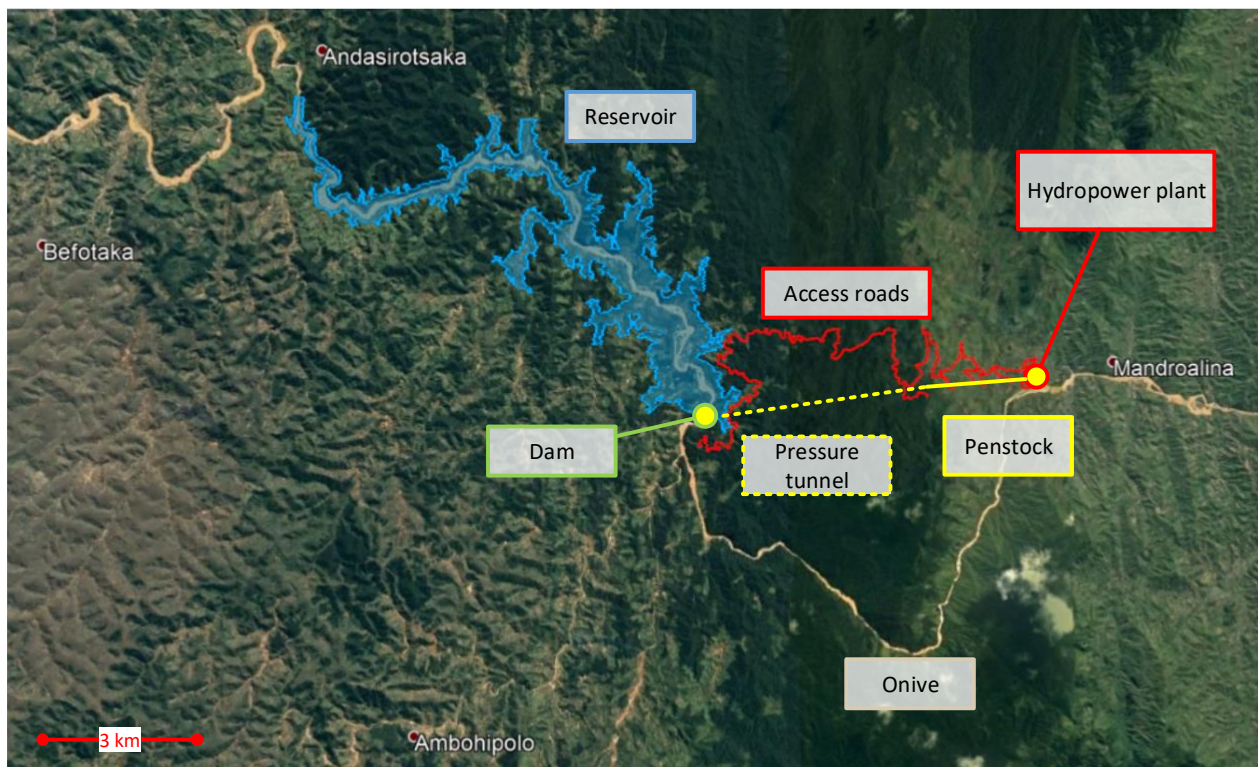 Andasirotsaka
Reservoir
Hydropower plant
Befotaka
Access roads
Mandroalina
Dam
Pressure
tunnel
Penstock
Onive
3 km
Ambohipolo